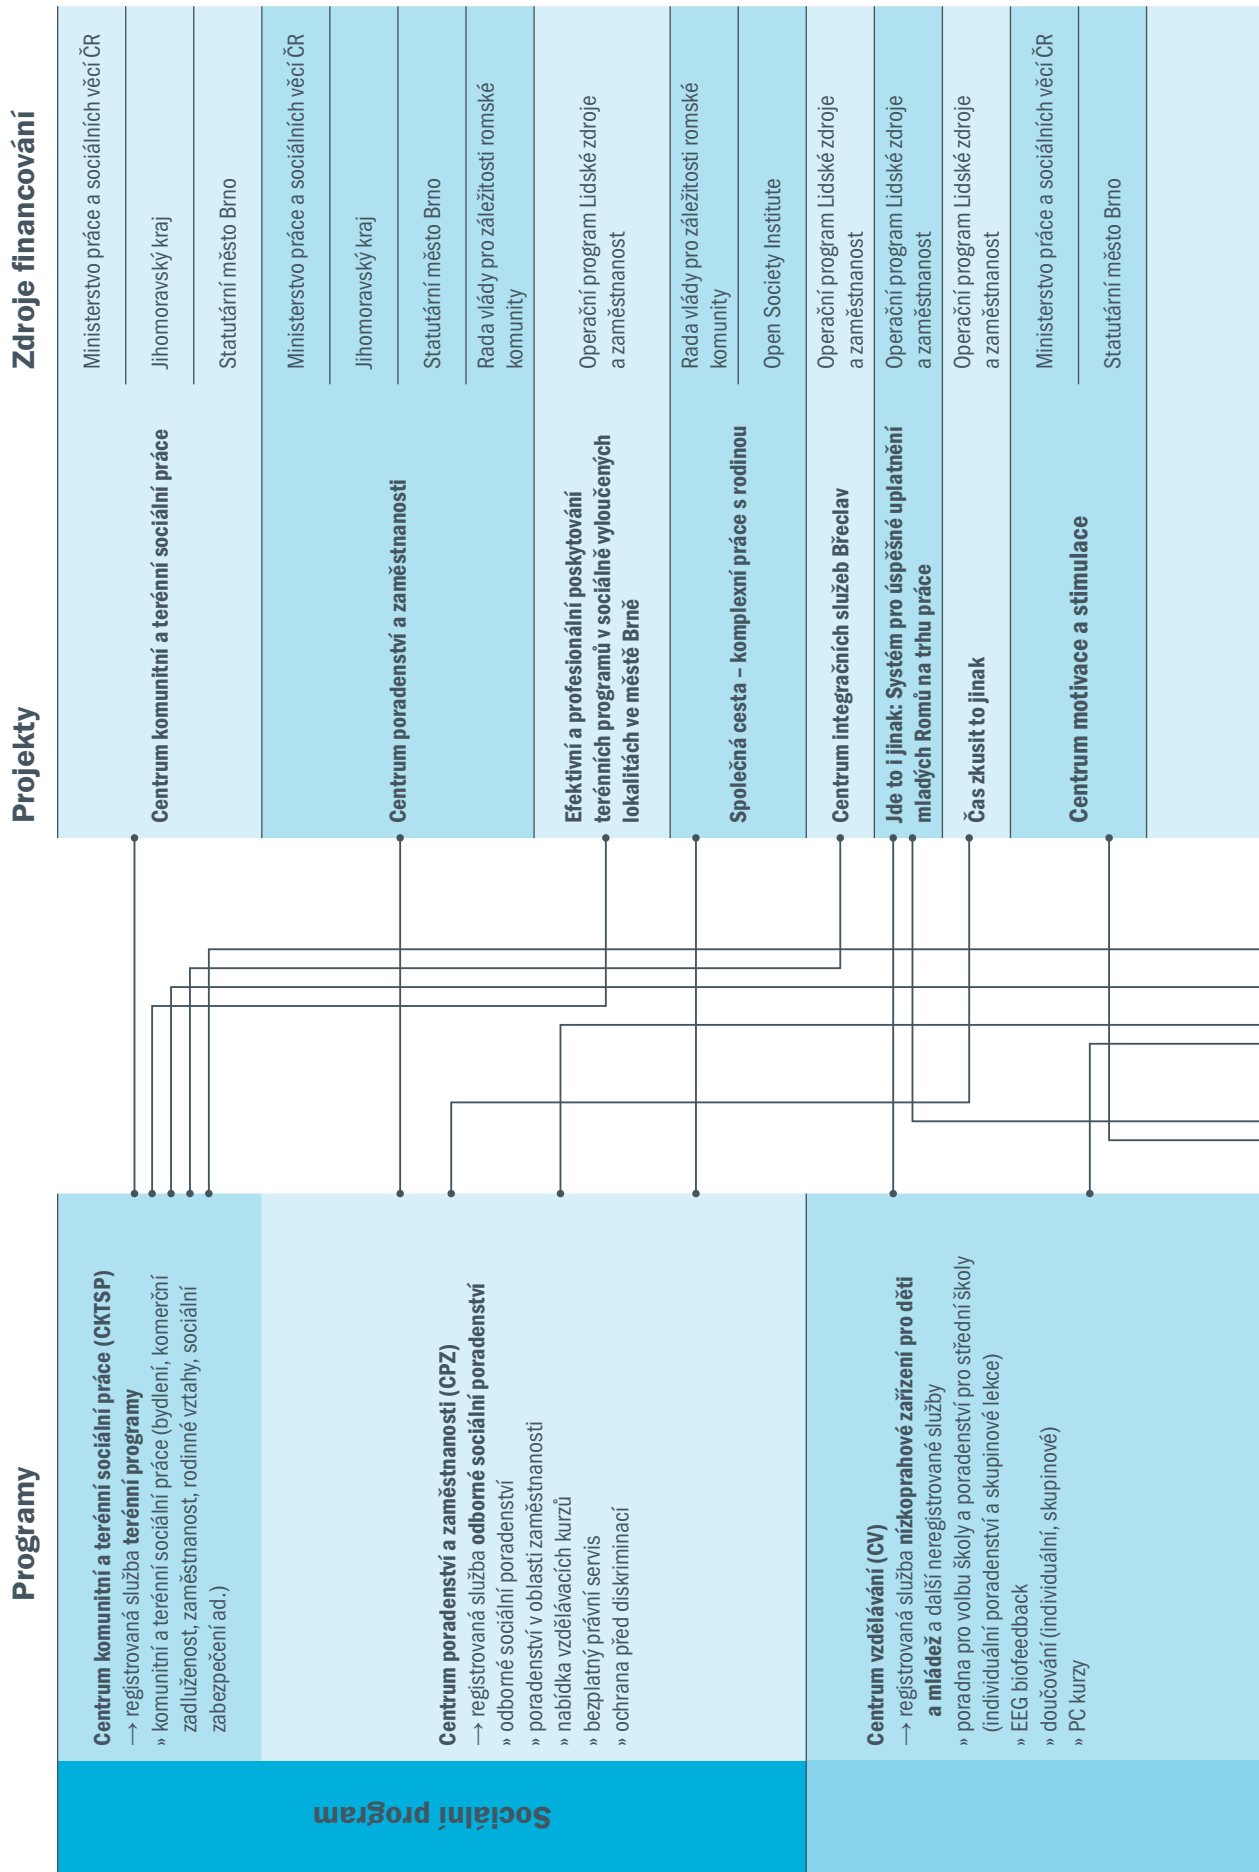 Programy
Projekty
Zdroje financování
Sociální program
Centrum komunitní a terénní sociální práce (CKTSP)
→ registrovaná služba terénní programy
» komunitní a terénní sociální práce (bydlení, komerční
zadluženost, zaměstnanost, rodinné vztahy, sociální
zabezpečení ad.)
Centrum poradenství a zaměstnanosti (CPZ)
→ registrovaná služba odborné sociální poradenství
» odborné sociální poradenství
» poradenství v oblasti zaměstnanosti
» nabídka vzdělávacích kurzů
» bezplatný právní servis
» ochrana před diskriminací
Centrum vzdělávání (CV)
→ registrovaná služba nízkoprahové zařízení pro děti
a mládež a další neregistrované služby
» poradna pro volbu školy a poradenství pro střední školy
(individuální poradenství a skupinové lekce)
» EEG biofeedback
» doučování (individuální, skupinové)
» PC kurzy
Centrum komunitní a terénní sociální práce
Ministerstvo práce a sociálních věcí ČR
Jihomoravský kraj
Statutární město Brno
Centrum poradenství a zaměstnanosti
Ministerstvo práce a sociálních věcí ČR
Jihomoravský kraj
Statutární město Brno
Rada vlády pro záležitosti romské
komunity
Efektivní a profesionální poskytování
terénních programů v sociálně vyloučených
lokalitách ve městě Brně
Operační program Lidské zdroje
a zaměstnanost
Společná cesta – komplexní práce s rodinou
Rada vlády pro záležitosti romské
komunity
Open Society Institute
Centrum integračních služeb Břeclav
Operační program Lidské zdroje
a zaměstnanost
Jde to i jinak: Systém pro úspěšné uplatnění
mladých Romů na trhu práce
Operační program Lidské zdroje
a zaměstnanost
Čas zkusit to jinak
Operační program Lidské zdroje
a zaměstnanost
Centrum motivace a stimulace
Ministerstvo práce a sociálních věcí ČR
Statutární město Brno